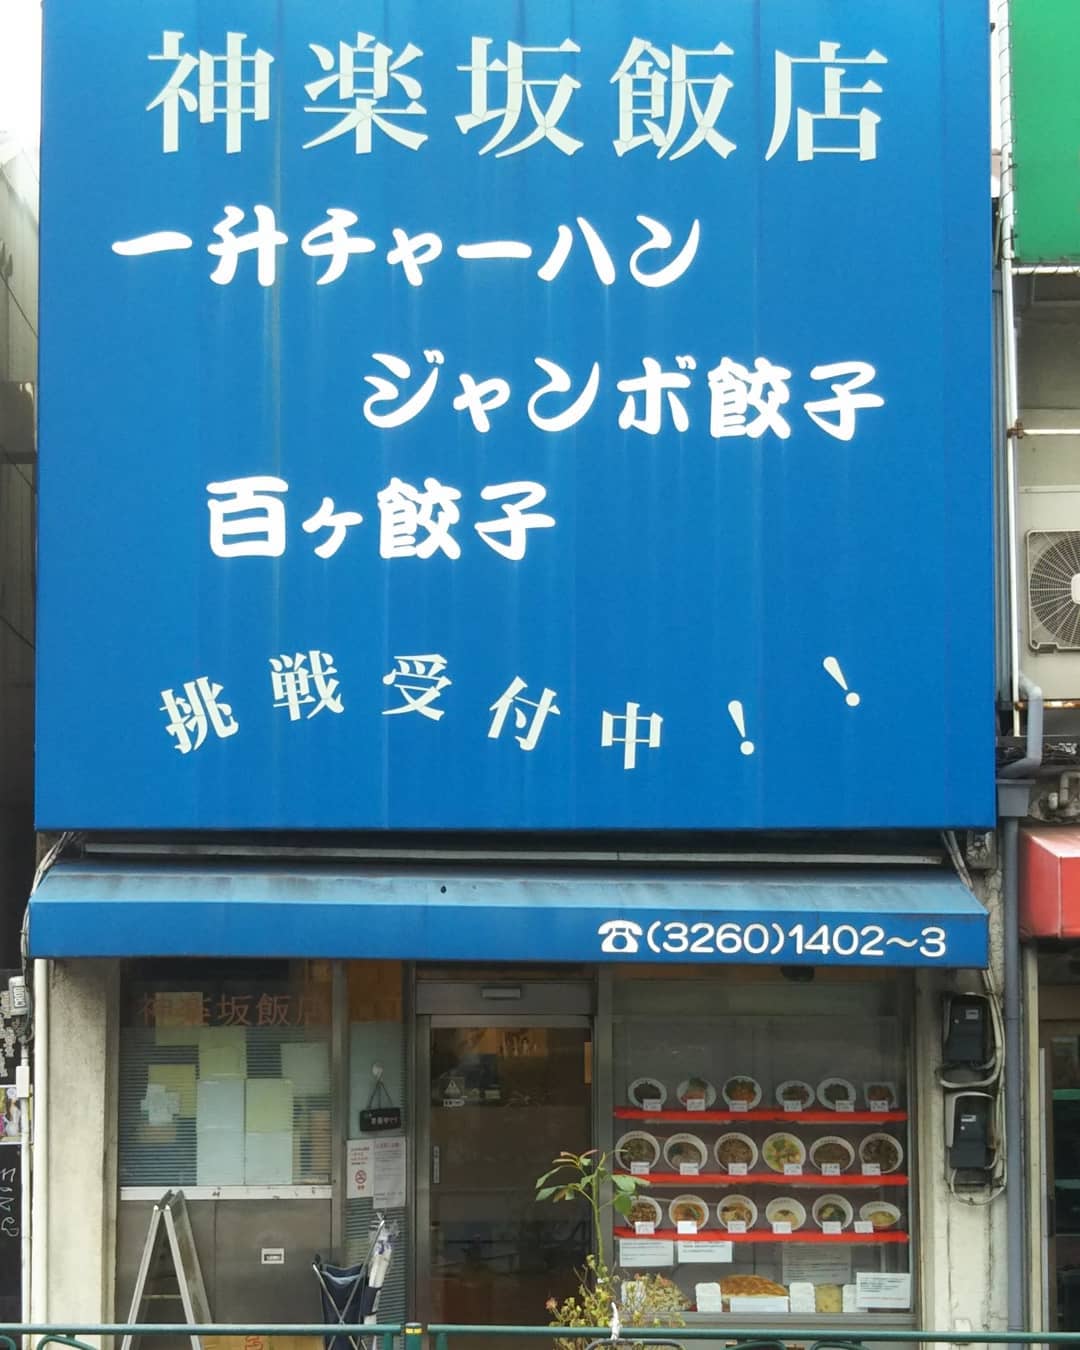 神楽坂飯店
一升チャーハン
ジャンボ餃子
百ヶ餃子
挑戦受付中！！
☎(3260)1402〜3
神楽坂飯店